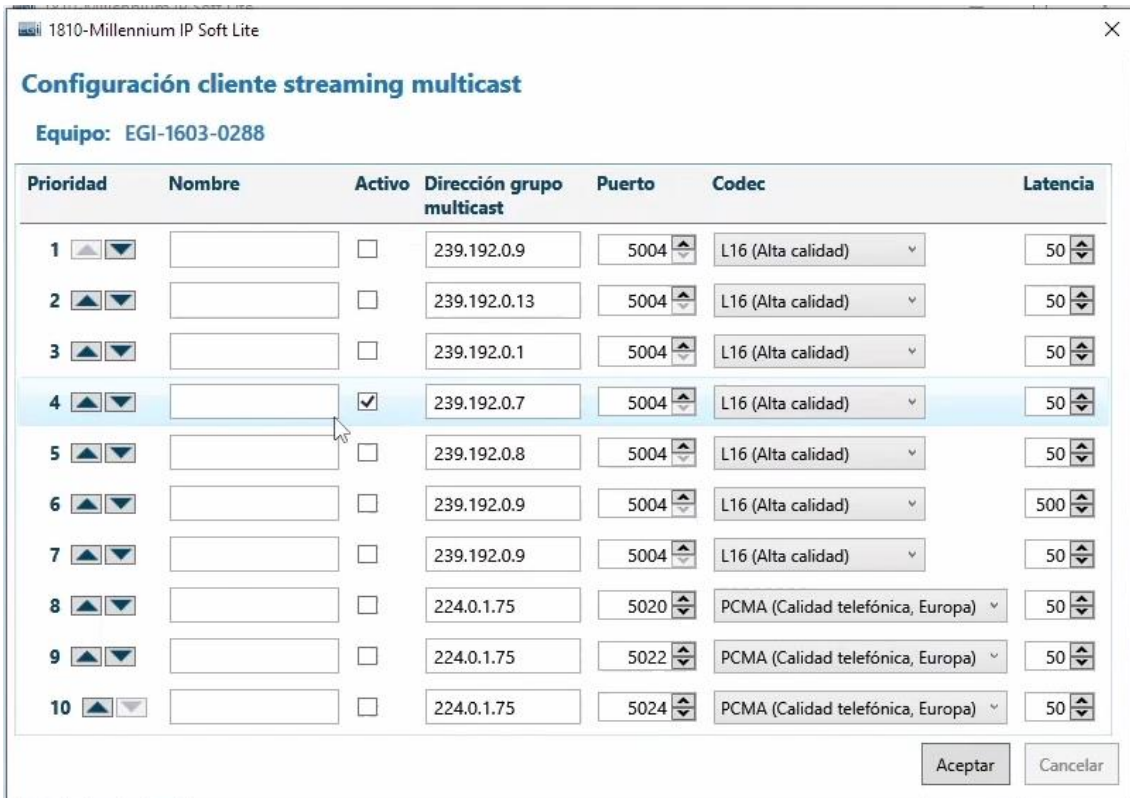 EGI 1810-Millennium IP Soft Lite
Configuración cliente streaming multicast
Equipo: EGI-1603-0288
Prioridad Nombre Activo Dirección grupo multicast Puerto Codec Latencia
1 239.192.0.9 5004 L16 (Alta calidad) 50
2 239.192.0.13 5004 L16 (Alta calidad) 50
3 239.192.0.1 5004 L16 (Alta calidad) 50
4 239.192.0.7 5004 L16 (Alta calidad) 50
5 239.192.0.8 5004 L16 (Alta calidad) 50
6 239.192.0.9 5004 L16 (Alta calidad) 500
7 239.192.0.9 5004 L16 (Alta calidad) 50
8 224.0.1.75 5020 PCMA (Calidad telefónica, Europa) 50
9 224.0.1.75 5022 PCMA (Calidad telefónica, Europa) 50
10 224.0.1.75 5024 PCMA (Calidad telefónica, Europa) 50
Aceptar Cancelar